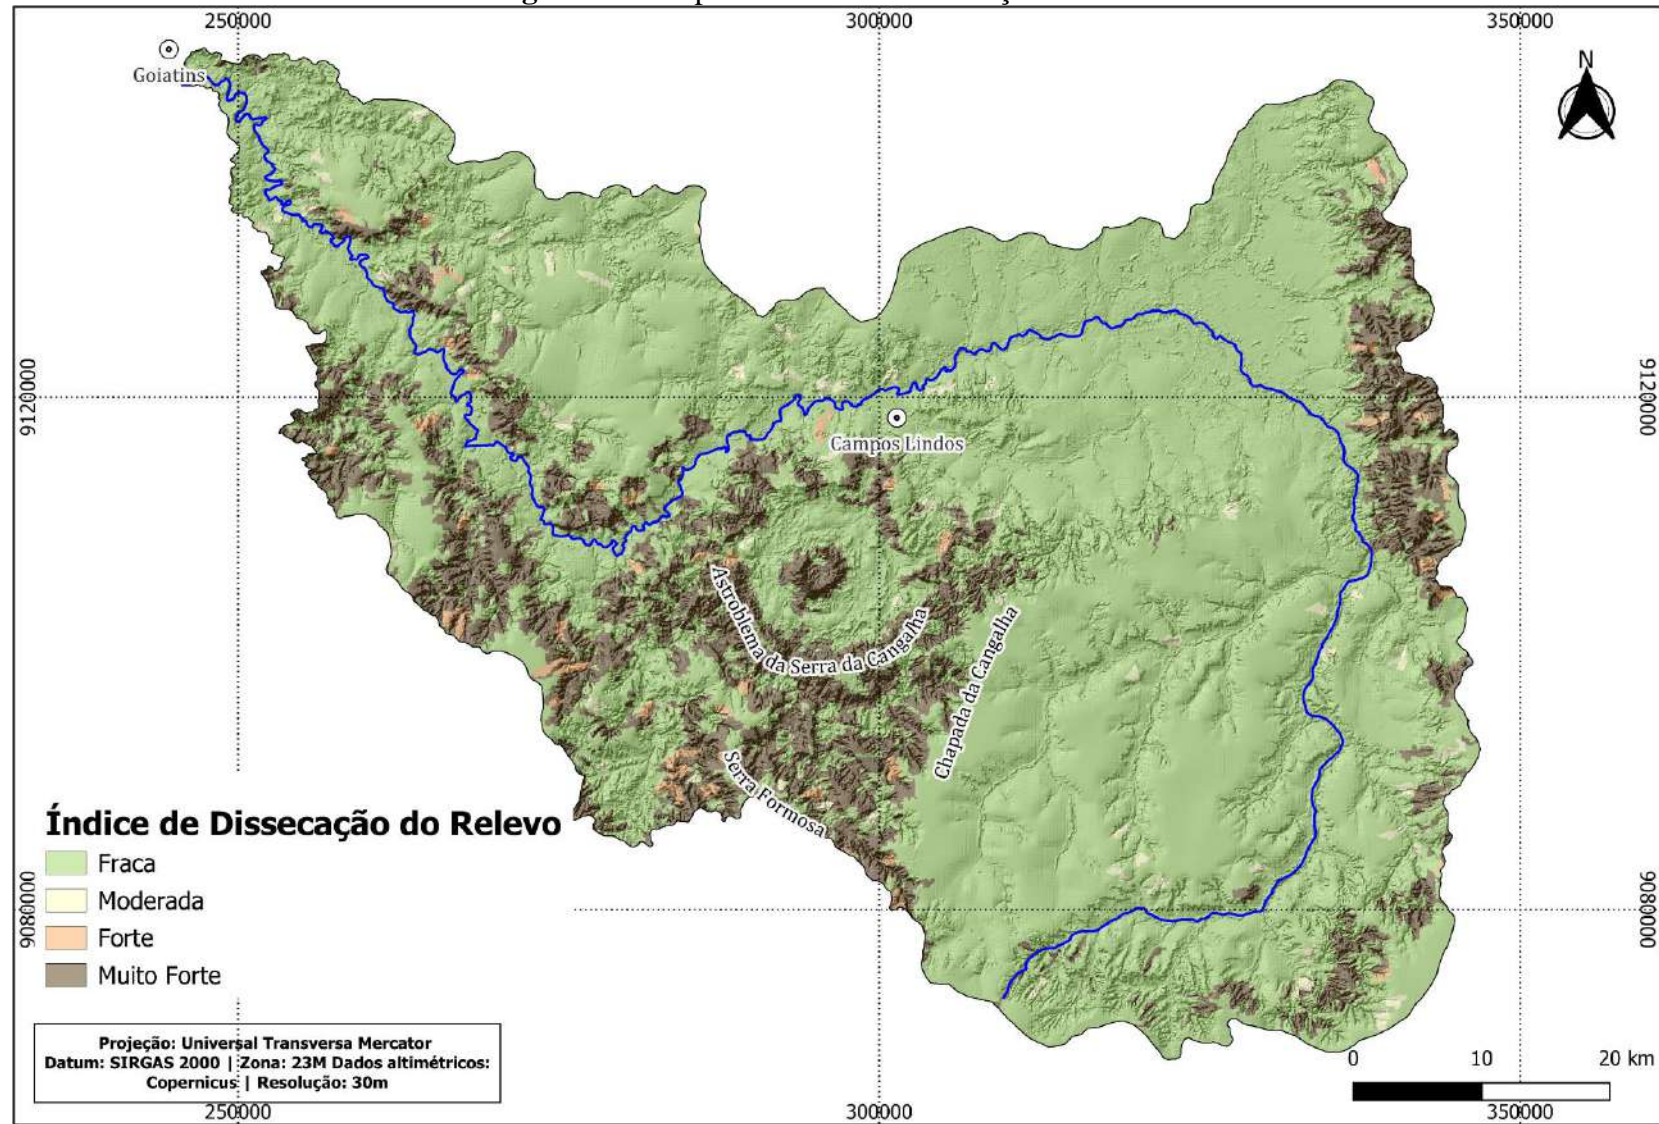 250000
300000
350000
Goiatins
N
9120000
9120000
Campos Lindos
Astroblema da Serra da Cangalha
Chapada da Cangalha
Serra Formosa
Índice de Dissecação do Relevo
Fraca
Moderada
Forte
Muito Forte
9080000
9080000
Projeção: Universal Transversa Mercator
Datum: SIRGAS 2000 | Zona: 23M Dados altimétricos:
Copernicus | Resolução: 30m
0 10 20 km
250000
300000
350000